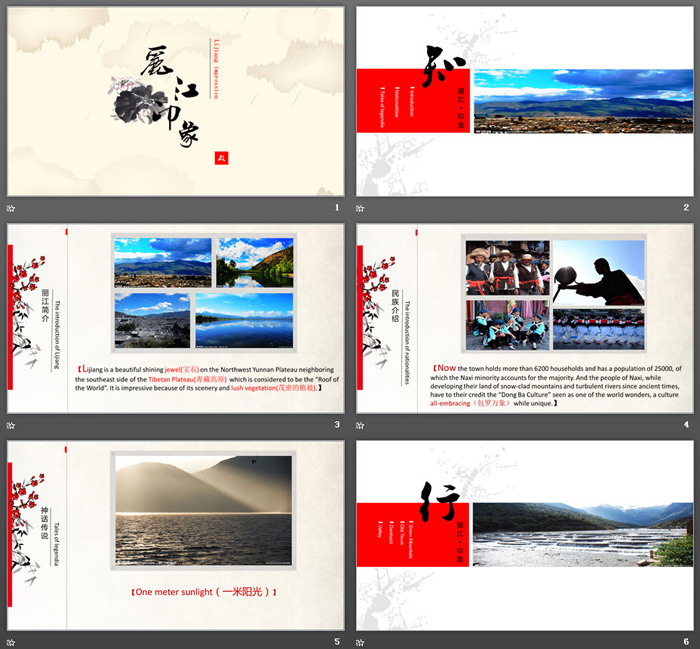 麗江印象
Lijiang impression
1
知
丽江·印象
Introduction
Nationalities
Tales of legendia
2
丽江简介
The introduction of Lijiang
【Lijiang is a beautiful shining jewel(宝石) on the Northwest Yunnan Plateau neighboring
the southeast side of the Tibetan Plateau(青藏高原) which is considered to be the “Roof of
the World”. It is impressive because of its scenery and lush vegetation(茂密的植被).】
3
民族介绍
The introduction of nationalities
【Now the town holds more than 6200 households and has a population of 25000, of
which the Naxi minority accounts for the majority. And the people of Naxi, while
developing their land of snow-clad mountains and turbulent rivers since ancient times,
have to their credit the “Dong Ba Culture” seen as one of the world wonders, a culture
all-embracing（包罗万象） while unique.】
4
神话传说
Tales of legendia
【One meter sunlight（一米阳光）】
5
行
丽江·印象
Snow Mountain
Old Town
Ganhaizi
Valley
6